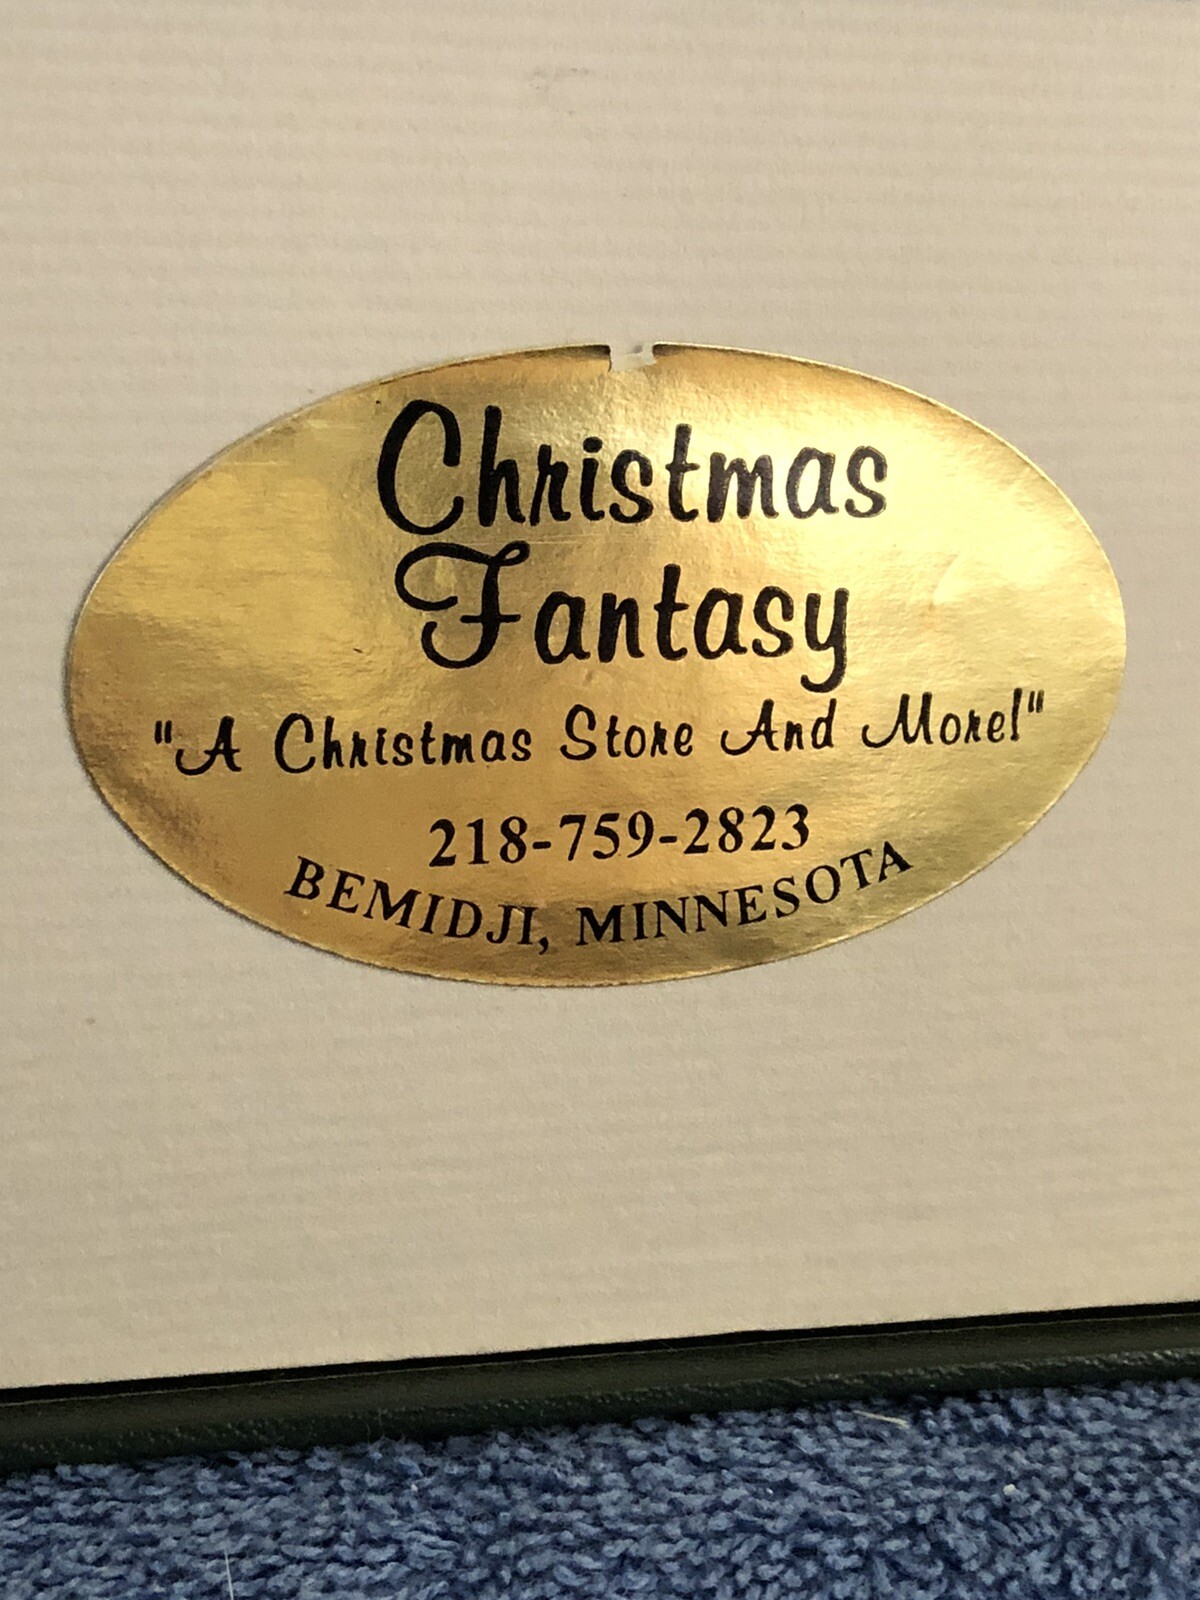 Christmas
Fantasy
"A Christmas Store And More!"
218-759-2823
BEMIDJI, MINNESOTA